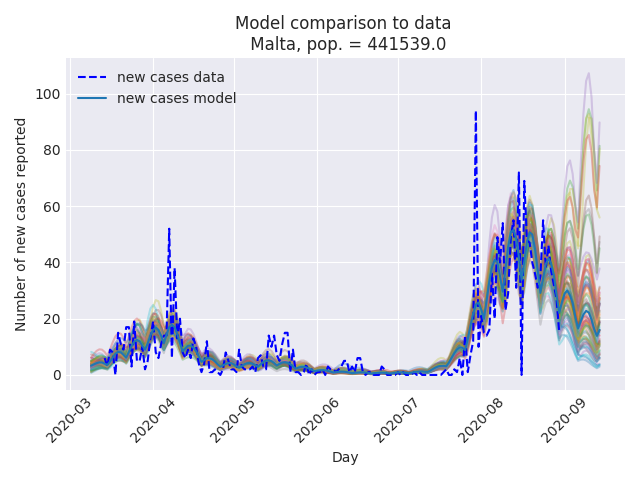 Model comparison to data
Malta, pop. = 441539.0
new cases data
new cases model
Number of new cases reported
100
80
60
40
20
0
2020-03
2020-04
2020-05
2020-06
2020-07
2020-08
2020-09
Day